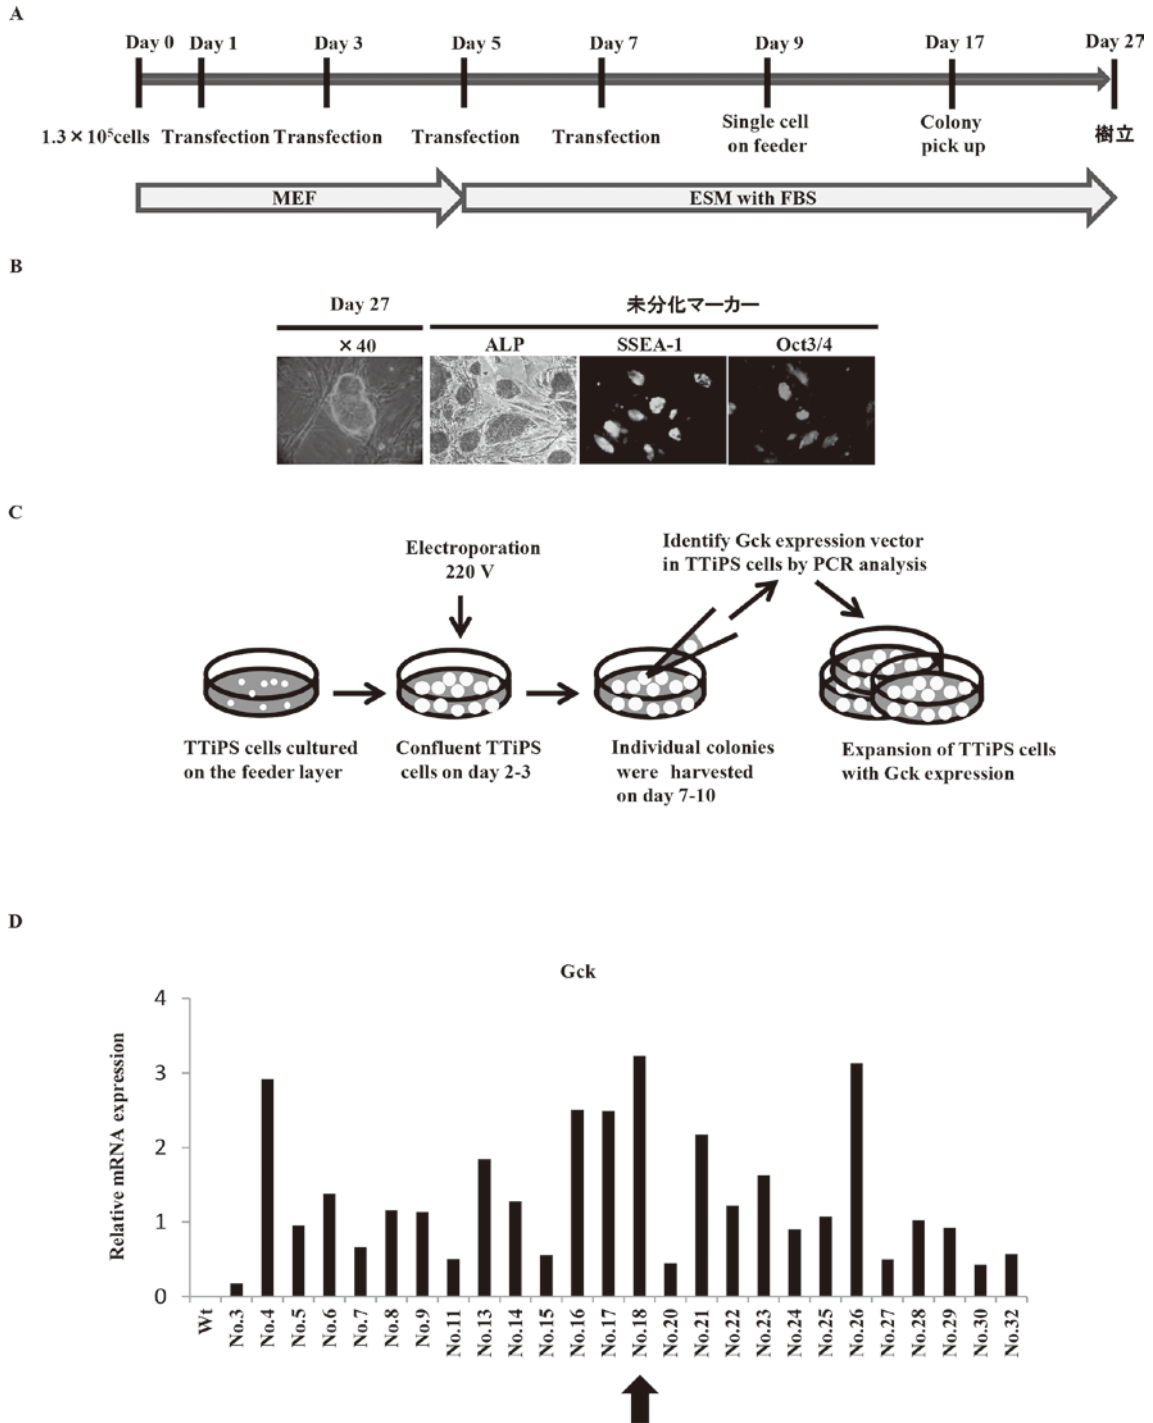 A
Day 0 Day 1 Day 3 Day 5 Day 7 Day 9 Day 17 Day 27
1.3×10⁵cells Transfection Transfection Transfection Transfection Single cell on feeder Colony pick up 樹立
MEF ESM with FBS
B
Day 27 未分化マーカー
×40 ALP SSEA-1 Oct3/4
C
Electroporation
220 V
Identify Gck expression vector
in TTiPS cells by PCR analysis
TTiPS cells cultured
on the feeder layer
Confluent TTiPS
cells on day 2-3
Individual colonies
were harvested
on day 7-10
Expansion of TTiPS cells
with Gck expression
D
Gck
Relative mRNA expression
4
3
2
1
0
Wt No.3 No.4 No.5 No.6 No.7 No.8 No.9 No.11 No.13 No.14 No.15 No.16 No.17 No.18 No.20 No.21 No.22 No.23 No.24 No.25 No.26 No.27 No.28 No.29 No.30 No.32